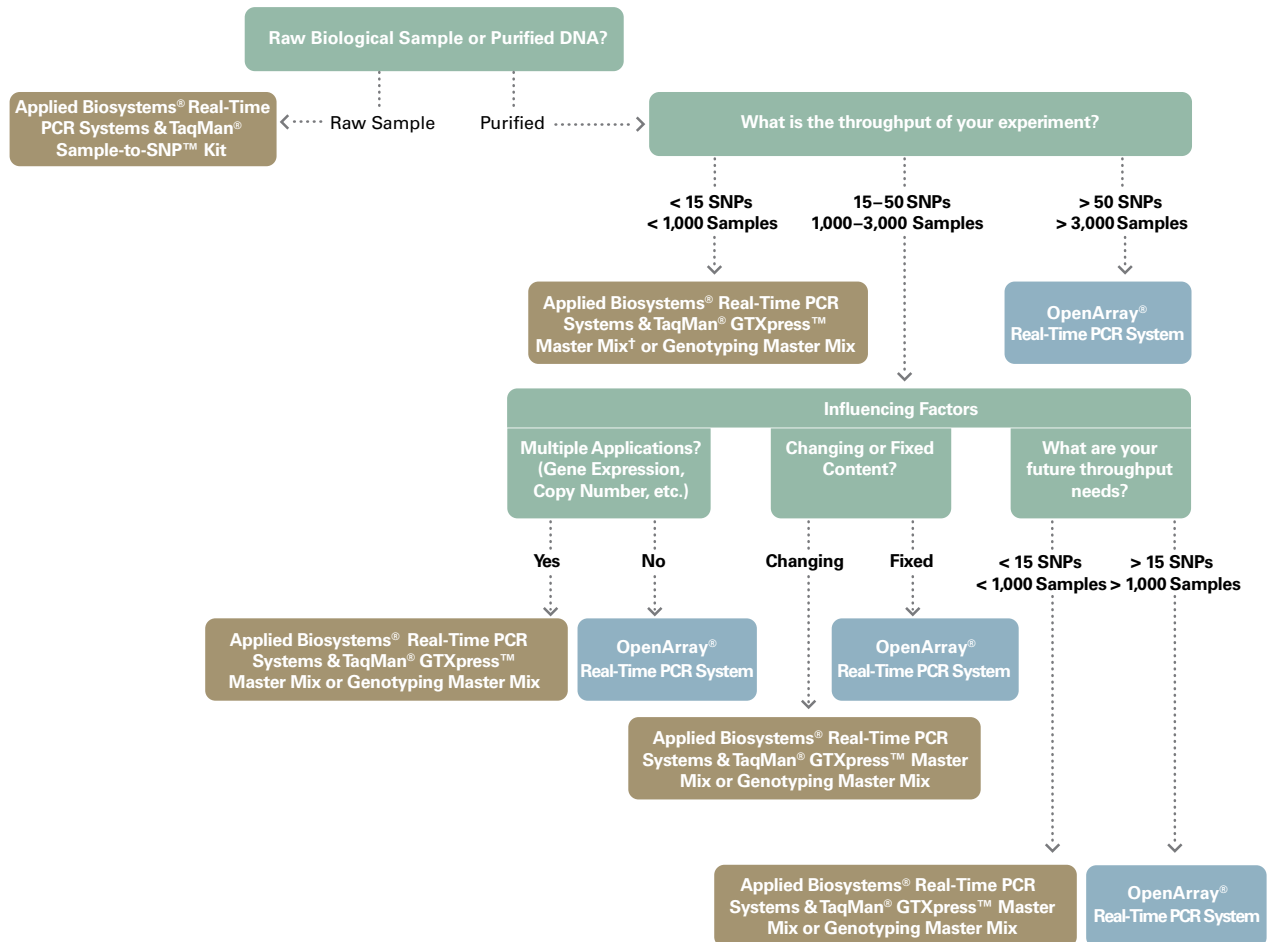 Raw Biological Sample or Purified DNA?
Applied Biosystems® Real-Time
PCR Systems & TaqMan®
Sample-to-SNP™ Kit
Raw Sample
Purified
What is the throughput of your experiment?
< 15 SNPs
< 1,000 Samples
15–50 SNPs
1,000–3,000 Samples
> 50 SNPs
> 3,000 Samples
Applied Biosystems® Real-Time PCR
Systems & TaqMan® GTXpress™
Master Mix† or Genotyping Master Mix
OpenArray®
Real-Time PCR System
Influencing Factors
Multiple Applications?
(Gene Expression,
Copy Number, etc.)
Changing or Fixed
Content?
What are your
future throughput
needs?
Yes
No
Changing
Fixed
< 15 SNPs
< 1,000 Samples
> 15 SNPs
> 1,000 Samples
Applied Biosystems® Real-Time PCR
Systems & TaqMan® GTXpress™
Master Mix or Genotyping Master Mix
OpenArray®
Real-Time PCR System
OpenArray®
Real-Time PCR System
Applied Biosystems® Real-Time PCR
Systems & TaqMan® GTXpress™ Master
Mix or Genotyping Master Mix
Applied Biosystems® Real-Time PCR
Systems & TaqMan® GTXpress™ Master
Mix or Genotyping Master Mix
OpenArray®
Real-Time PCR System